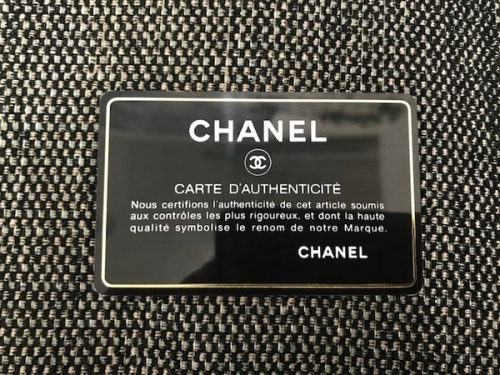 CHANEL
CARTE D'AUTHENTICITÉ
Nous certifions l'authenticité de cet article soumis
aux contrôles les plus rigoureux, et dont la haute
qualité symbolise le renom de notre Marque.
CHANEL